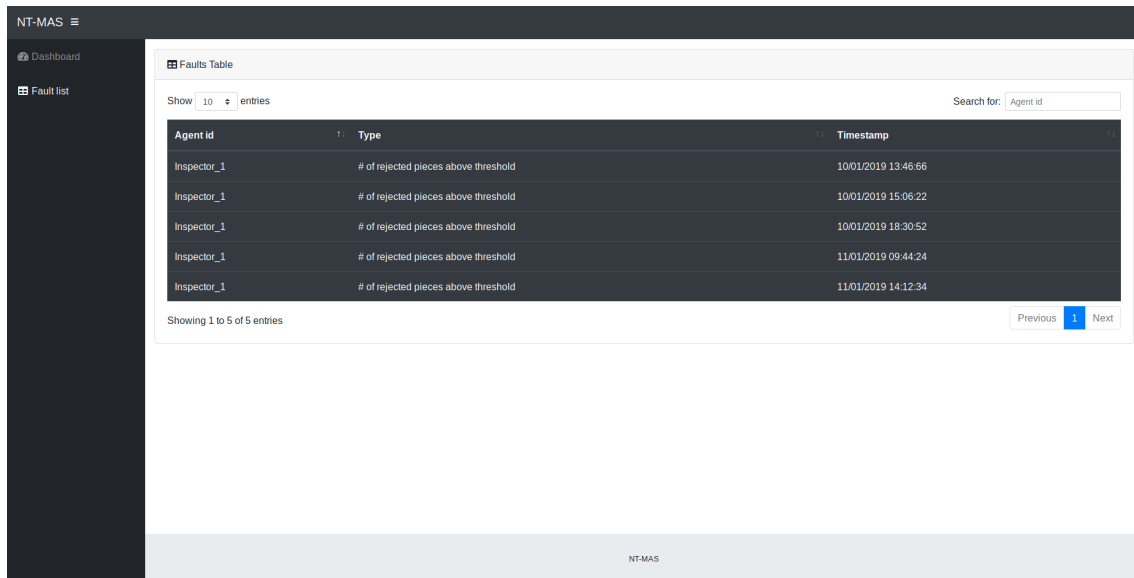 NT-MAS
Dashboard
Fault list
Faults Table
Show 10 entries
Search for: Agent id
Agent id Type Timestamp
Inspector_1 # of rejected pieces above threshold 10/01/2019 13:46:66
Inspector_1 # of rejected pieces above threshold 10/01/2019 15:06:22
Inspector_1 # of rejected pieces above threshold 10/01/2019 18:30:52
Inspector_1 # of rejected pieces above threshold 11/01/2019 09:44:24
Inspector_1 # of rejected pieces above threshold 11/01/2019 14:12:34
Showing 1 to 5 of 5 entries
Previous 1 Next
NT-MAS